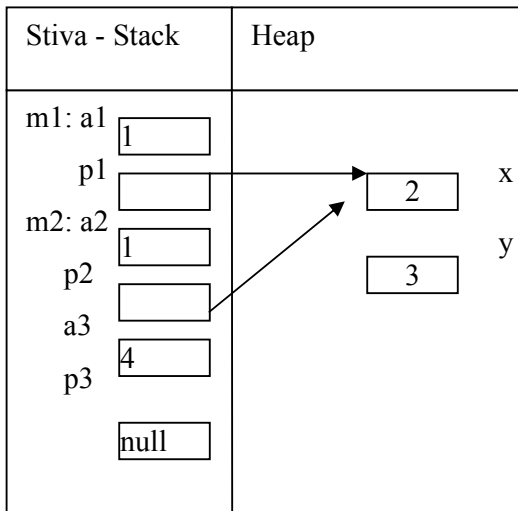 Stiva - Stack Heap
m1: a1 1
p1 2 x
m2: a2 1 y
p2 3
a3 4
p3
null